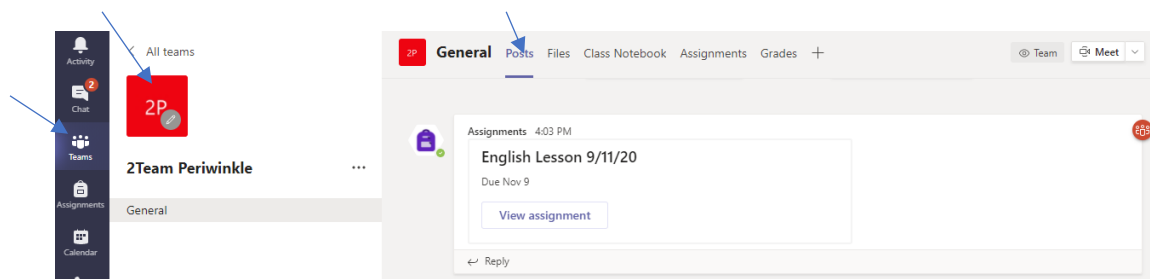 Activity
2
Chat
Teams
Assignments
Calendar
All teams
2P
2Team Periwinkle
...
General
2P General Posts Files Class Notebook Assignments Grades + Team Meet
Assignments 4:03 PM
English Lesson 9/11/20
Due Nov 9
View assignment
Reply